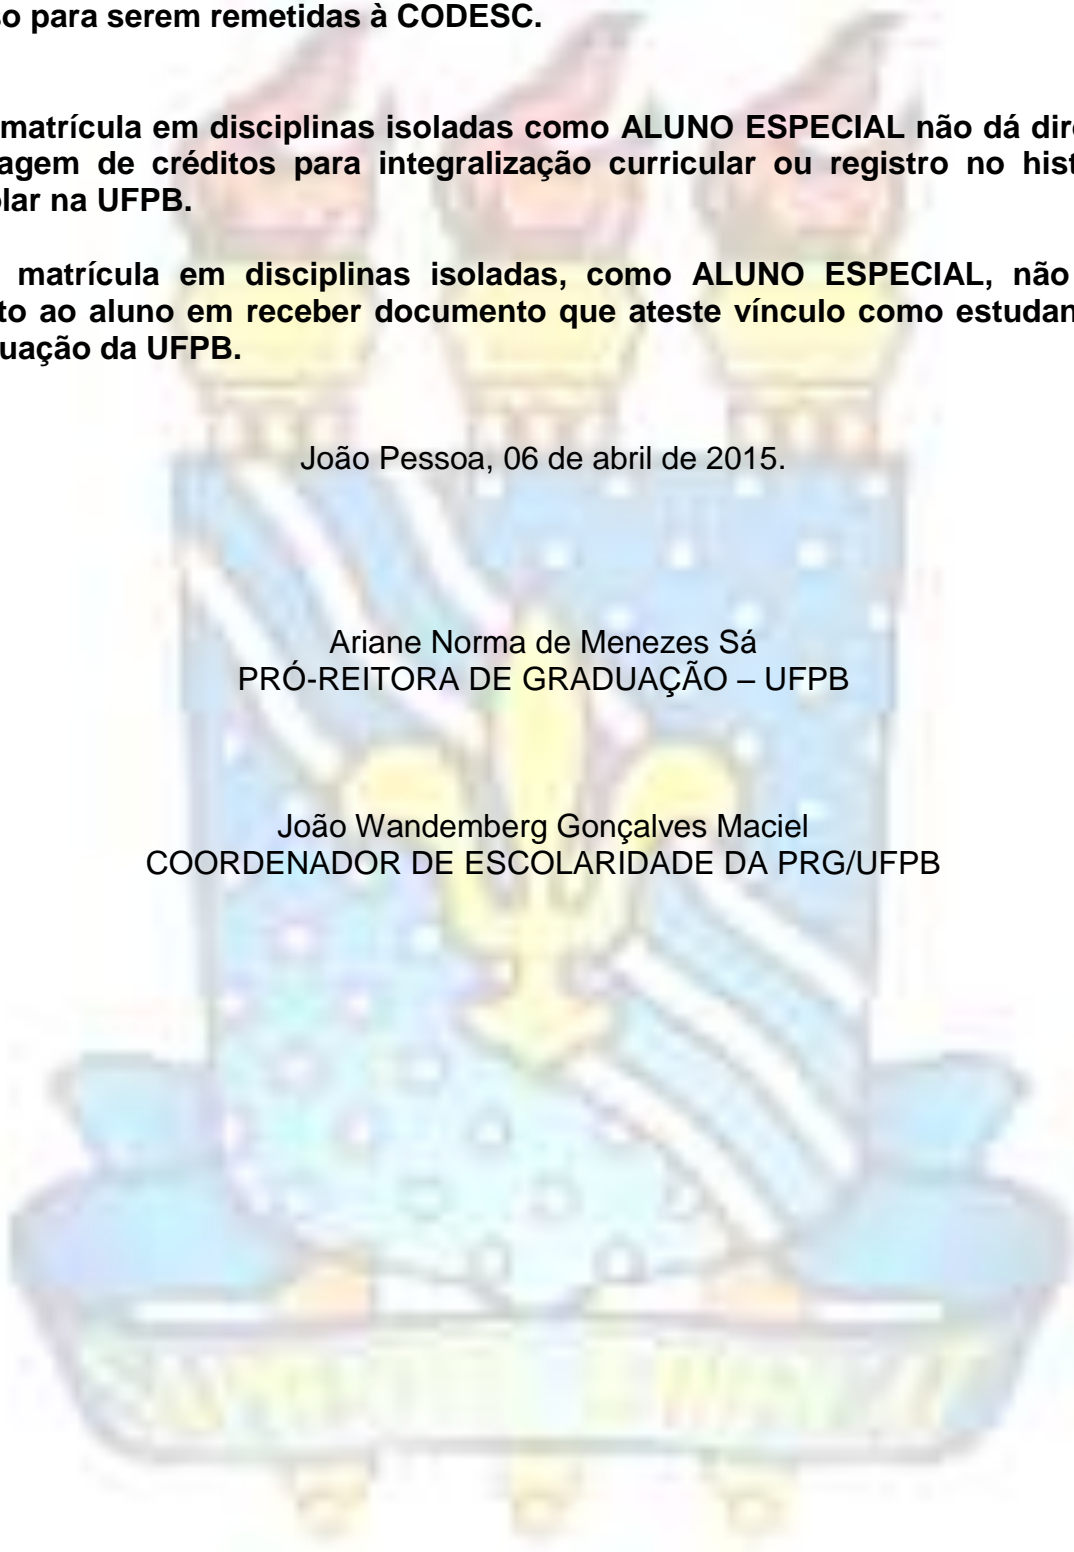 so para serem remetidas à CODESC.
matrícula em disciplinas isoladas como ALUNO ESPECIAL não dá dire
agem de créditos para integralização curricular ou registro no hist
lar na UFPB.
matrícula em disciplinas isoladas, como ALUNO ESPECIAL, não
to ao aluno em receber documento que ateste vínculo como estudan
uação da UFPB.
João Pessoa, 06 de abril de 2015.
Ariane Norma de Menezes Sá
PRÓ-REITORA DE GRADUAÇÃO – UFPB
João Wandemberg Gonçalves Maciel
COORDENADOR DE ESCOLARIDADE DA PRG/UFPB